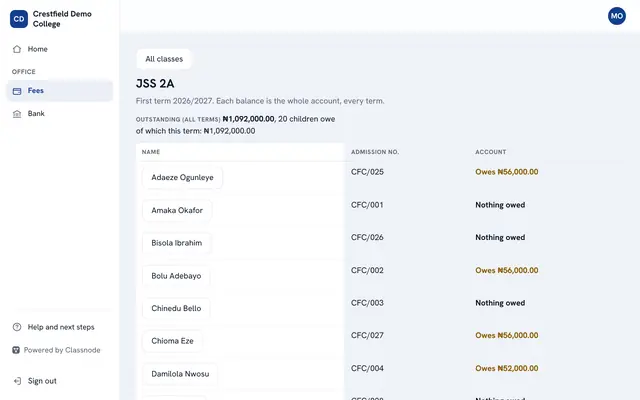 CD
Crestfield Demo
College
MO
Home
OFFICE
Fees
Bank
Help and next steps
Powered by Classnode
Sign out
All classes
JSS 2A
First term 2026/2027. Each balance is the whole account, every term.
OUTSTANDING (ALL TERMS) ₦1,092,000.00, 20 children owe
of which this term: ₦1,092,000.00
NAME ADMISSION NO. ACCOUNT
Adaeze Ogunleye CFC/025 Owes ₦56,000.00
Amaka Okafor CFC/001 Nothing owed
Bisola Ibrahim CFC/026 Nothing owed
Bolu Adebayo CFC/002 Owes ₦56,000.00
Chinedu Bello CFC/003 Nothing owed
Chioma Eze CFC/027 Owes ₦56,000.00
Damilola Nwosu CFC/004 Owes ₦52,000.00